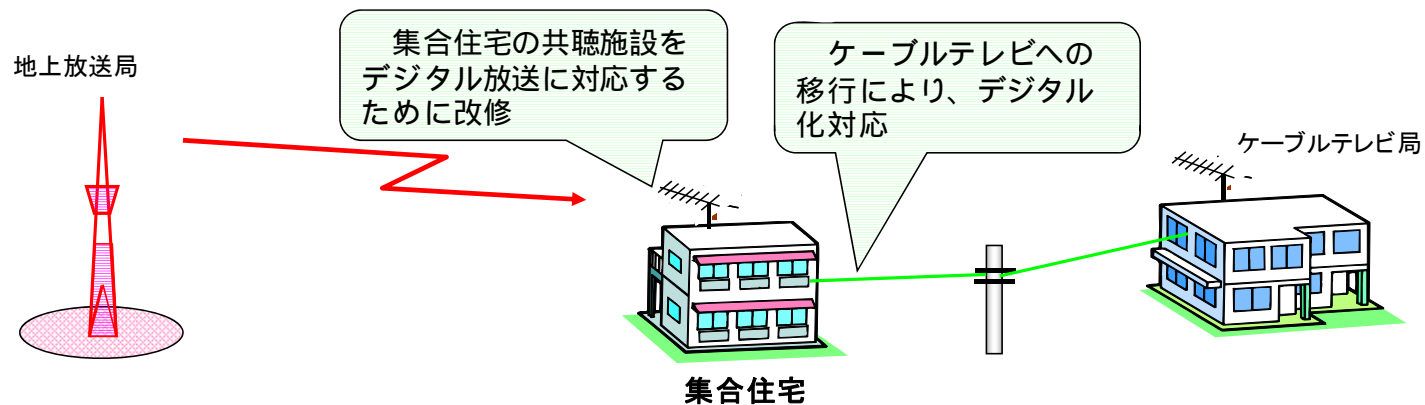 地上放送局
集合住宅の共聴施設を
デジタル放送に対応する
ために改修
ケーブルテレビへの
移行により、デジタル
化対応
ケーブルテレビ局
集合住宅